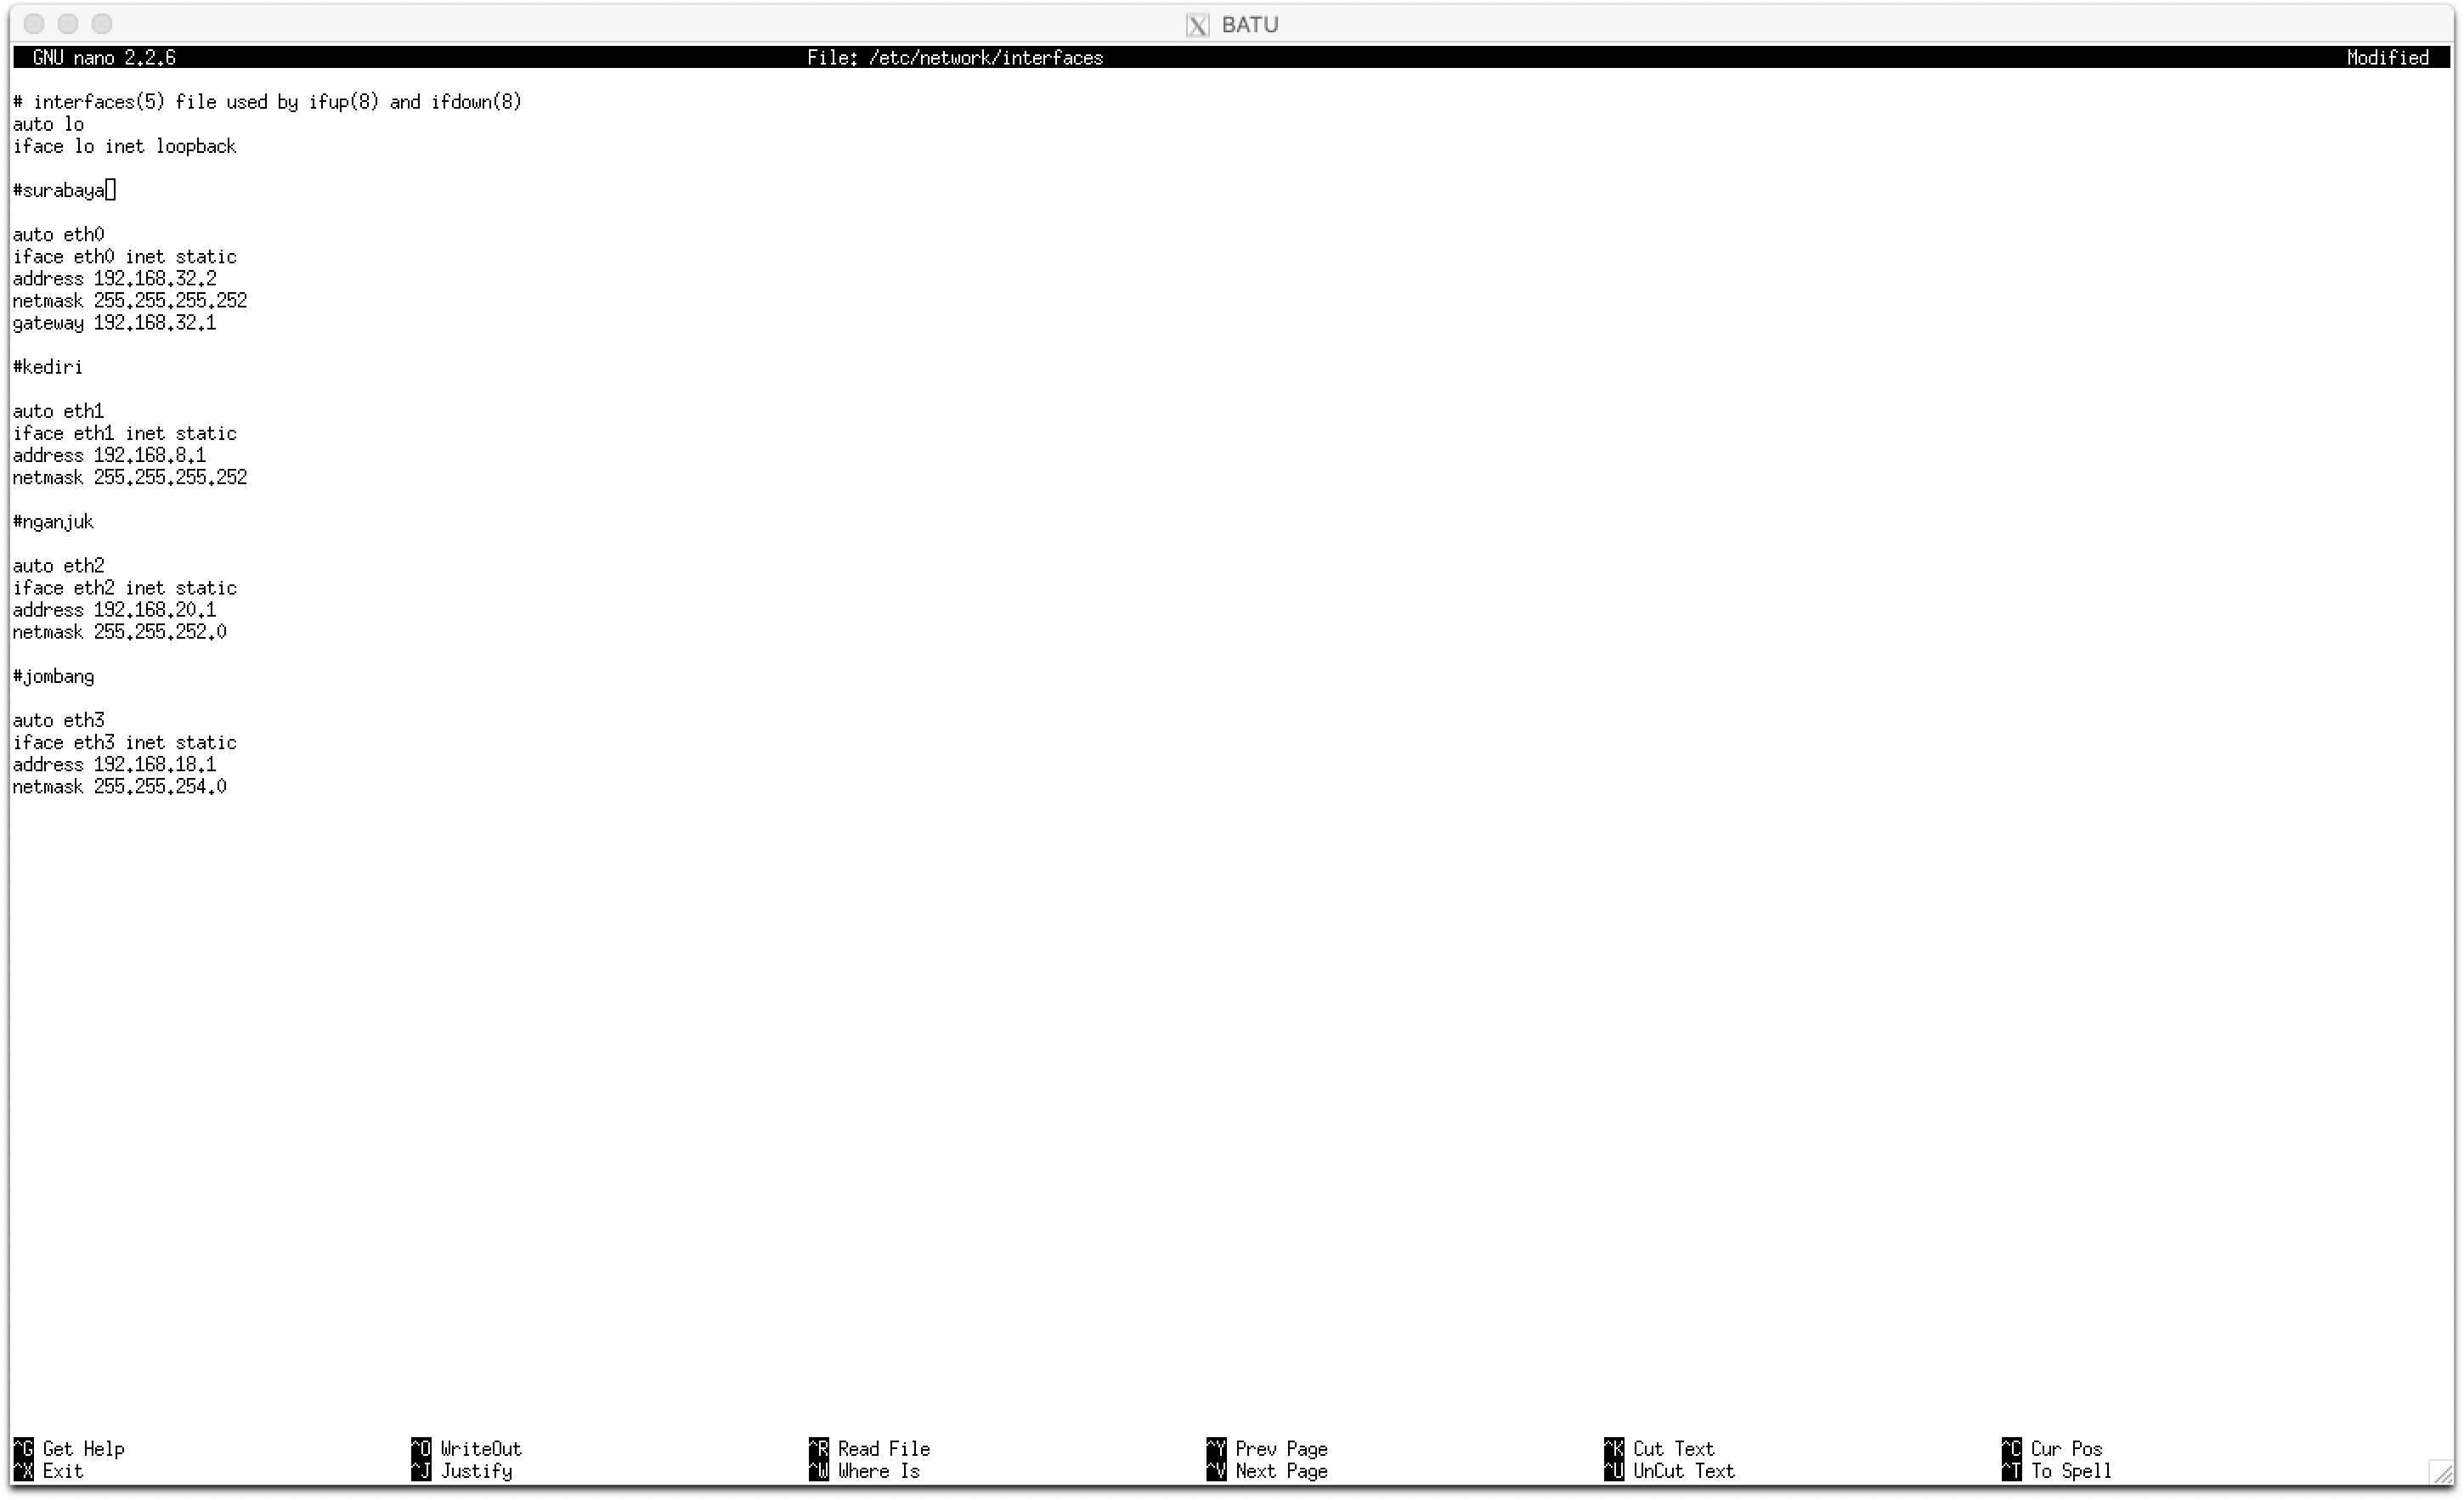 BATU
GNU nano 2.2.6 File: /etc/network/interfaces Modified
# interfaces(5) file used by ifup(8) and ifdown(8)
auto lo
iface lo inet loopback
#surabaya
auto eth0
iface eth0 inet static
address 192.168.32.2
netmask 255.255.255.252
gateway 192.168.32.1
#kediri
auto eth1
iface eth1 inet static
address 192.168.8.1
netmask 255.255.255.252
#nganjuk
auto eth2
iface eth2 inet static
address 192.168.20.1
netmask 255.255.252.0
#jombang
auto eth3
iface eth3 inet static
address 192.168.18.1
netmask 255.255.254.0
^G Get Help ^O WriteOut ^R Read File ^Y Prev Page ^K Cut Text ^C Cur Pos
^X Exit ^J Justify ^W Where Is ^V Next Page ^U UnCut Text ^T To Spell